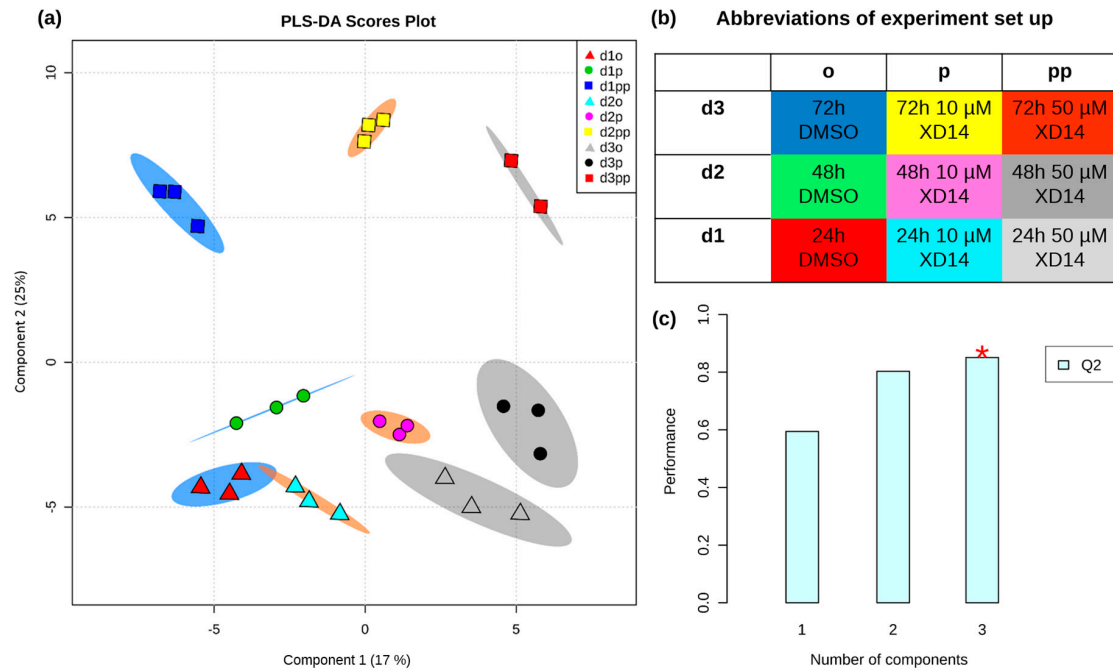 (a)
PLS-DA Scores Plot
d1o
d1p
d1pp
d2o
d2p
d2pp
d3o
d3p
d3pp
10
5
0
-5
Component 2 (25%)
-5
0
5
Component 1 (17 %)
(b)
Abbreviations of experiment set up
o
p
pp
d3
72h
DMSO
72h 10 µM
XD14
72h 50 µM
XD14
d2
48h
DMSO
48h 10 µM
XD14
48h 50 µM
XD14
d1
24h
DMSO
24h 10 µM
XD14
24h 50 µM
XD14
(c)
1.0
0.8
0.6
0.4
0.2
0.0
Performance
*
Q2
1
2
3
Number of components